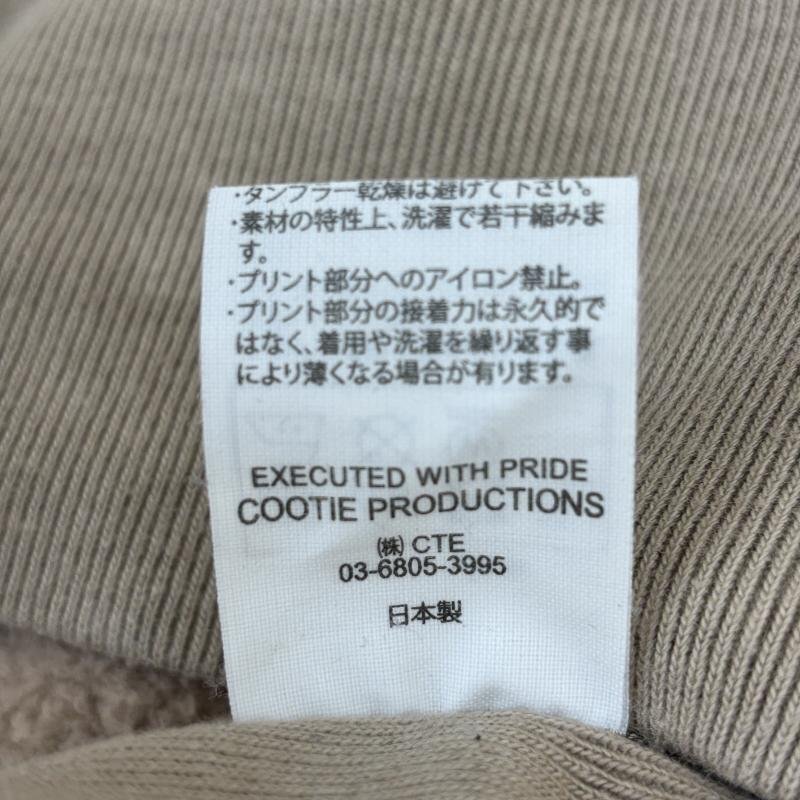 ・タンブラー乾燥は避けて下さい。
・素材の特性上、洗濯で若干縮みま
す。
・プリント部分へのアイロン禁止。
・プリント部分の接着力は永久的で
はなく、着用や洗濯を繰り返す事
により薄くなる場合が有ります。
EXECUTED WITH PRIDE
COOTIE PRODUCTIONS
㈱ CTE
03-6805-3995
日本製